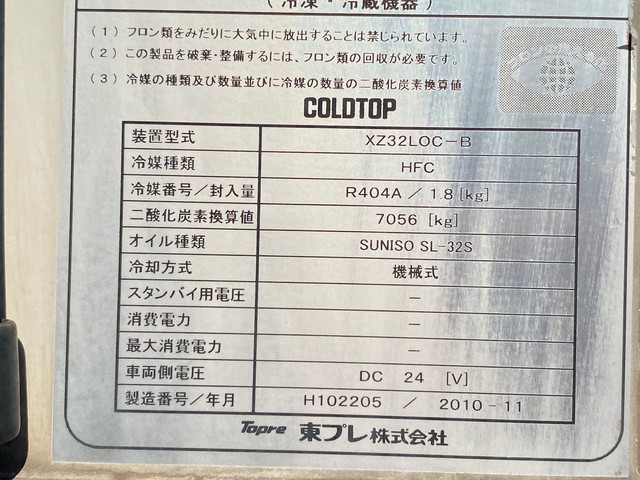 (冷凍・冷蔵機器)
(1) フロン類をみだりに大気中に放出することは禁じられています。
(2) この製品を破棄・整備するには、フロン類の回収が必要です。
(3) 冷媒の種類及び数量並びに冷媒の数量の二酸化炭素換算値
COLDTOP
装置型式 XZ32LOC-B
冷媒種類 HFC
冷媒番号/封入量 R404A / 1.8 [kg]
二酸化炭素換算値 7056 [kg]
オイル種類 SUNISO SL-32S
冷却方式 機械式
スタンバイ用電圧 —
消費電力 —
最大消費電力 —
車両側電圧 DC 24 [V]
製造番号/年月 H102205 / 2010-11
Topre 東プレ株式会社